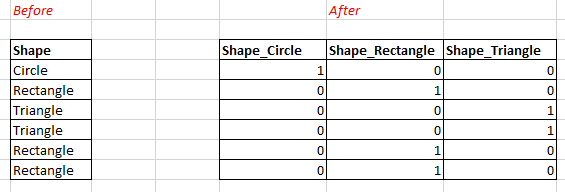 Before After
Shape Shape_Circle Shape_Rectangle Shape_Triangle
Circle 1 0 0
Rectangle 0 1 0
Triangle 0 0 1
Triangle 0 0 1
Rectangle 0 1 0
Rectangle 0 1 0